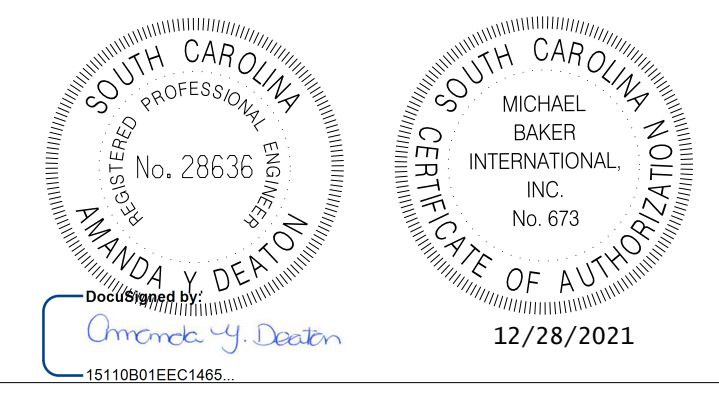 SOUTH CAROLINA
REGISTERED PROFESSIONAL ENGINEER
No. 28636
AMANDA Y DEATON
DocuSigned by:
Amanda Y. Deaton
15110B01EEC1465...
SOUTH CAROLINA
MICHAEL
BAKER
INTERNATIONAL,
INC.
No. 673
CERTIFICATE OF AUTHORIZATION
12/28/2021